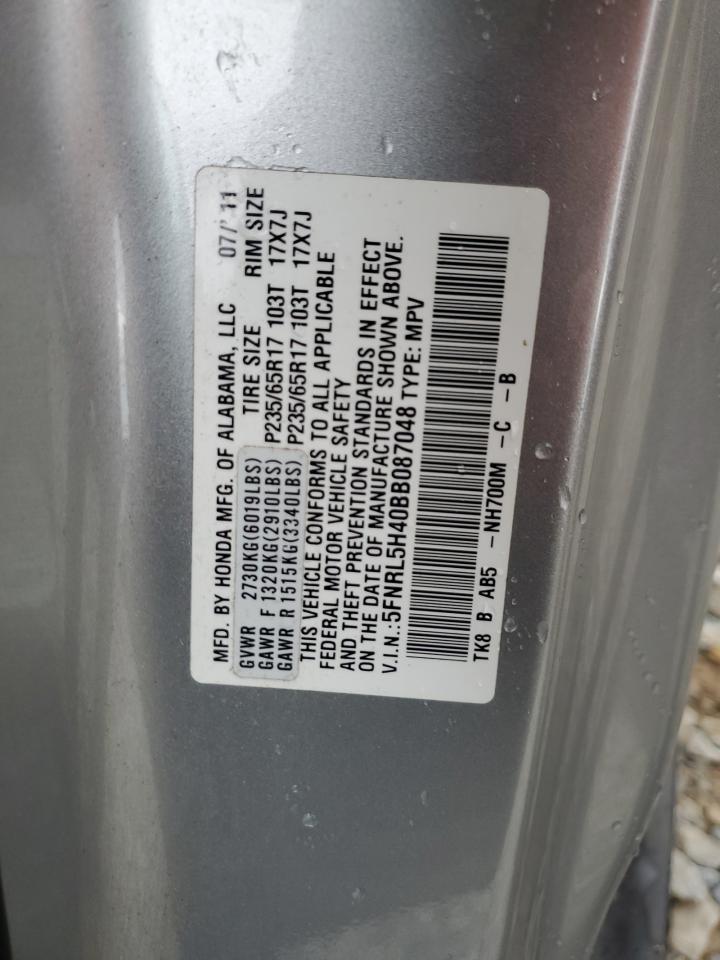 MFD. BY HONDA MFG. OF ALABAMA, LLC 07/11
TIRE SIZE RIM SIZE
GVWR 2730KG(6019LBS)
GAWR F 1320KG(2910LBS) P235/65R17 103T 17X7J
GAWR R 1515KG(3340LBS) P235/65R17 103T 17X7J
THIS VEHICLE CONFORMS TO ALL APPLICABLE
FEDERAL MOTOR VEHICLE SAFETY
AND THEFT PREVENTION STANDARDS IN EFFECT
ON THE DATE OF MANUFACTURE SHOWN ABOVE.
V.I.N.:5FNRL5H40BB087048 TYPE: MPV
TK8 B AB5 -NH700M -C -B